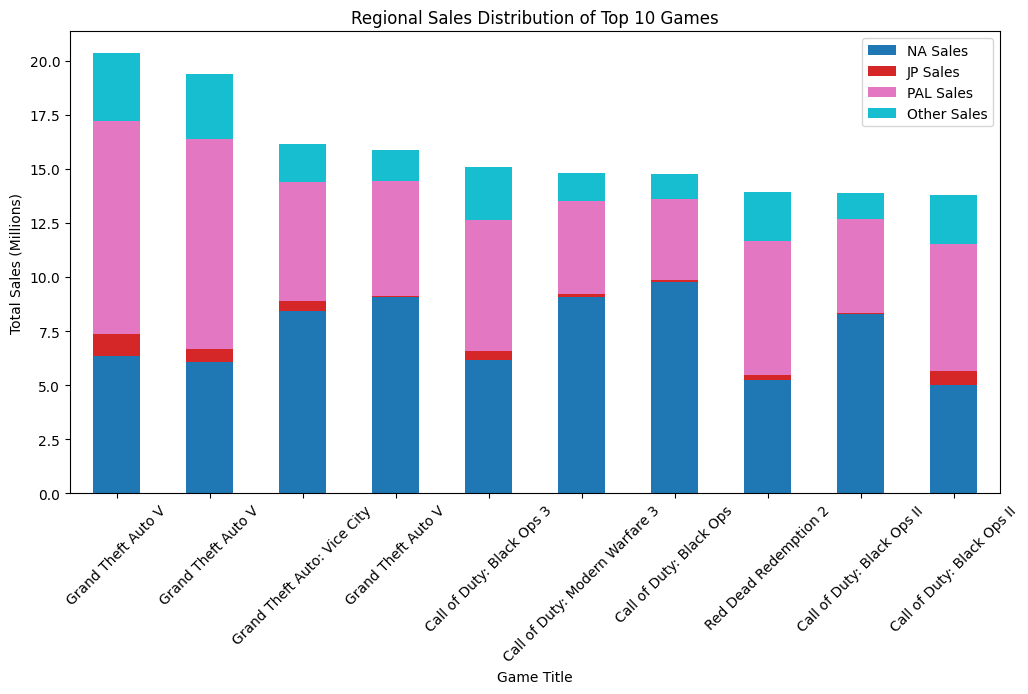 Regional Sales Distribution of Top 10 Games
NA Sales
JP Sales
PAL Sales
Other Sales
Total Sales (Millions)
20.0
17.5
15.0
12.5
10.0
7.5
5.0
2.5
0.0
Grand Theft Auto V
Grand Theft Auto V
Grand Theft Auto: Vice City
Grand Theft Auto V
Call of Duty: Black Ops 3
Call of Duty: Modern Warfare 3
Call of Duty: Black Ops
Red Dead Redemption 2
Call of Duty: Black Ops II
Call of Duty: Black Ops II
Game Title